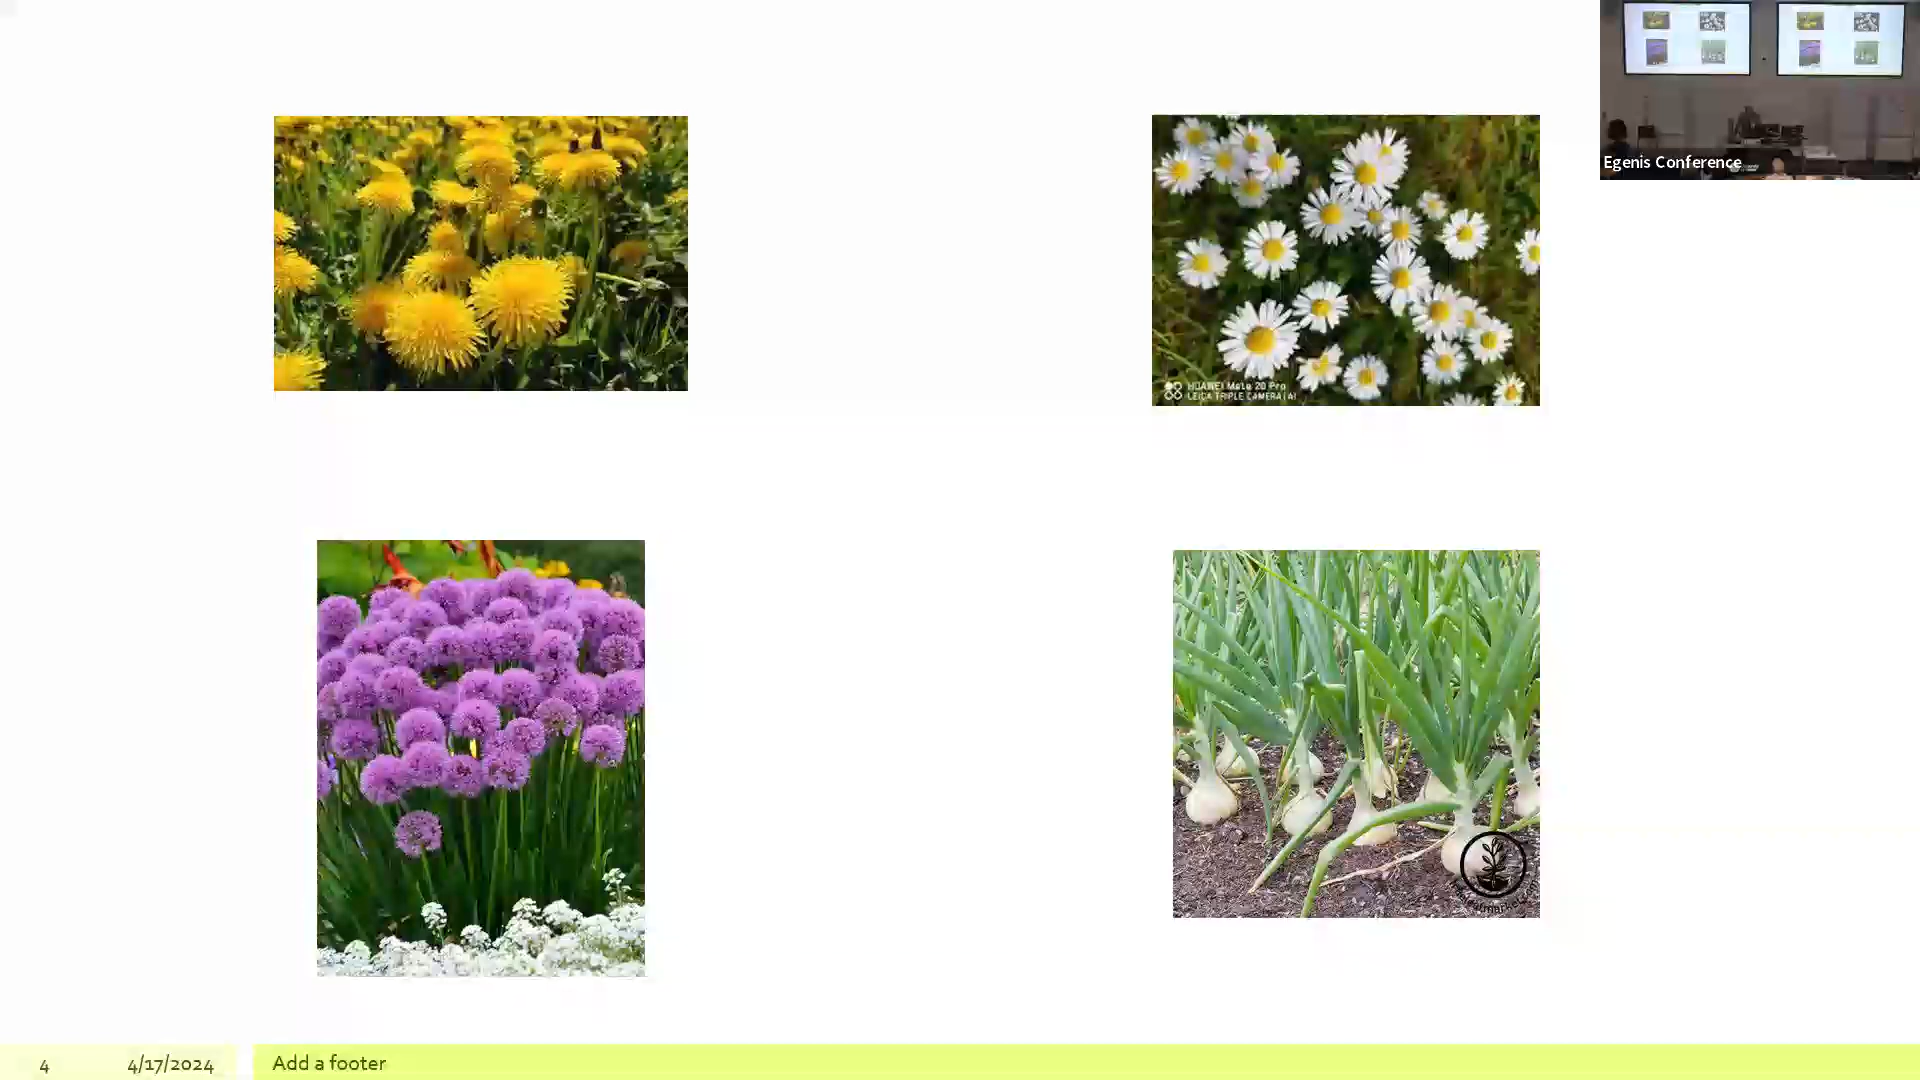 Egenis Conference
HUAWEI Mate 20 Pro
LEICA TRIPLE CAMERA | AI
4
4/17/2024
Add a footer